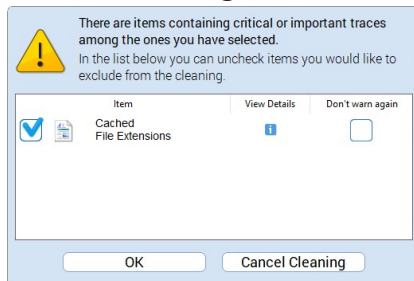 There are items containing critical or important traces
among the ones you have selected.
In the list below you can uncheck items you would like to
exclude from the cleaning.
Item View Details Don't warn again
Cached
File Extensions
OK Cancel Cleaning